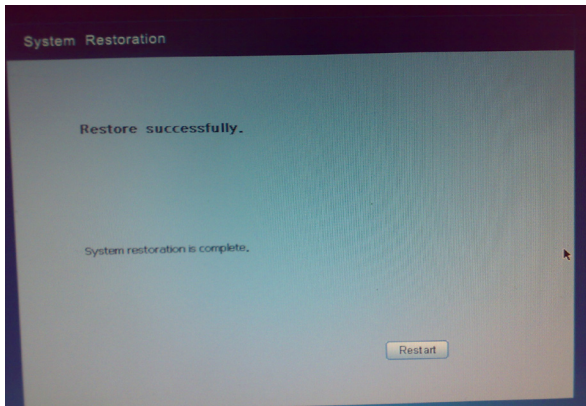 System Restoration
Restore successfully.
System restoration is complete.
Restart